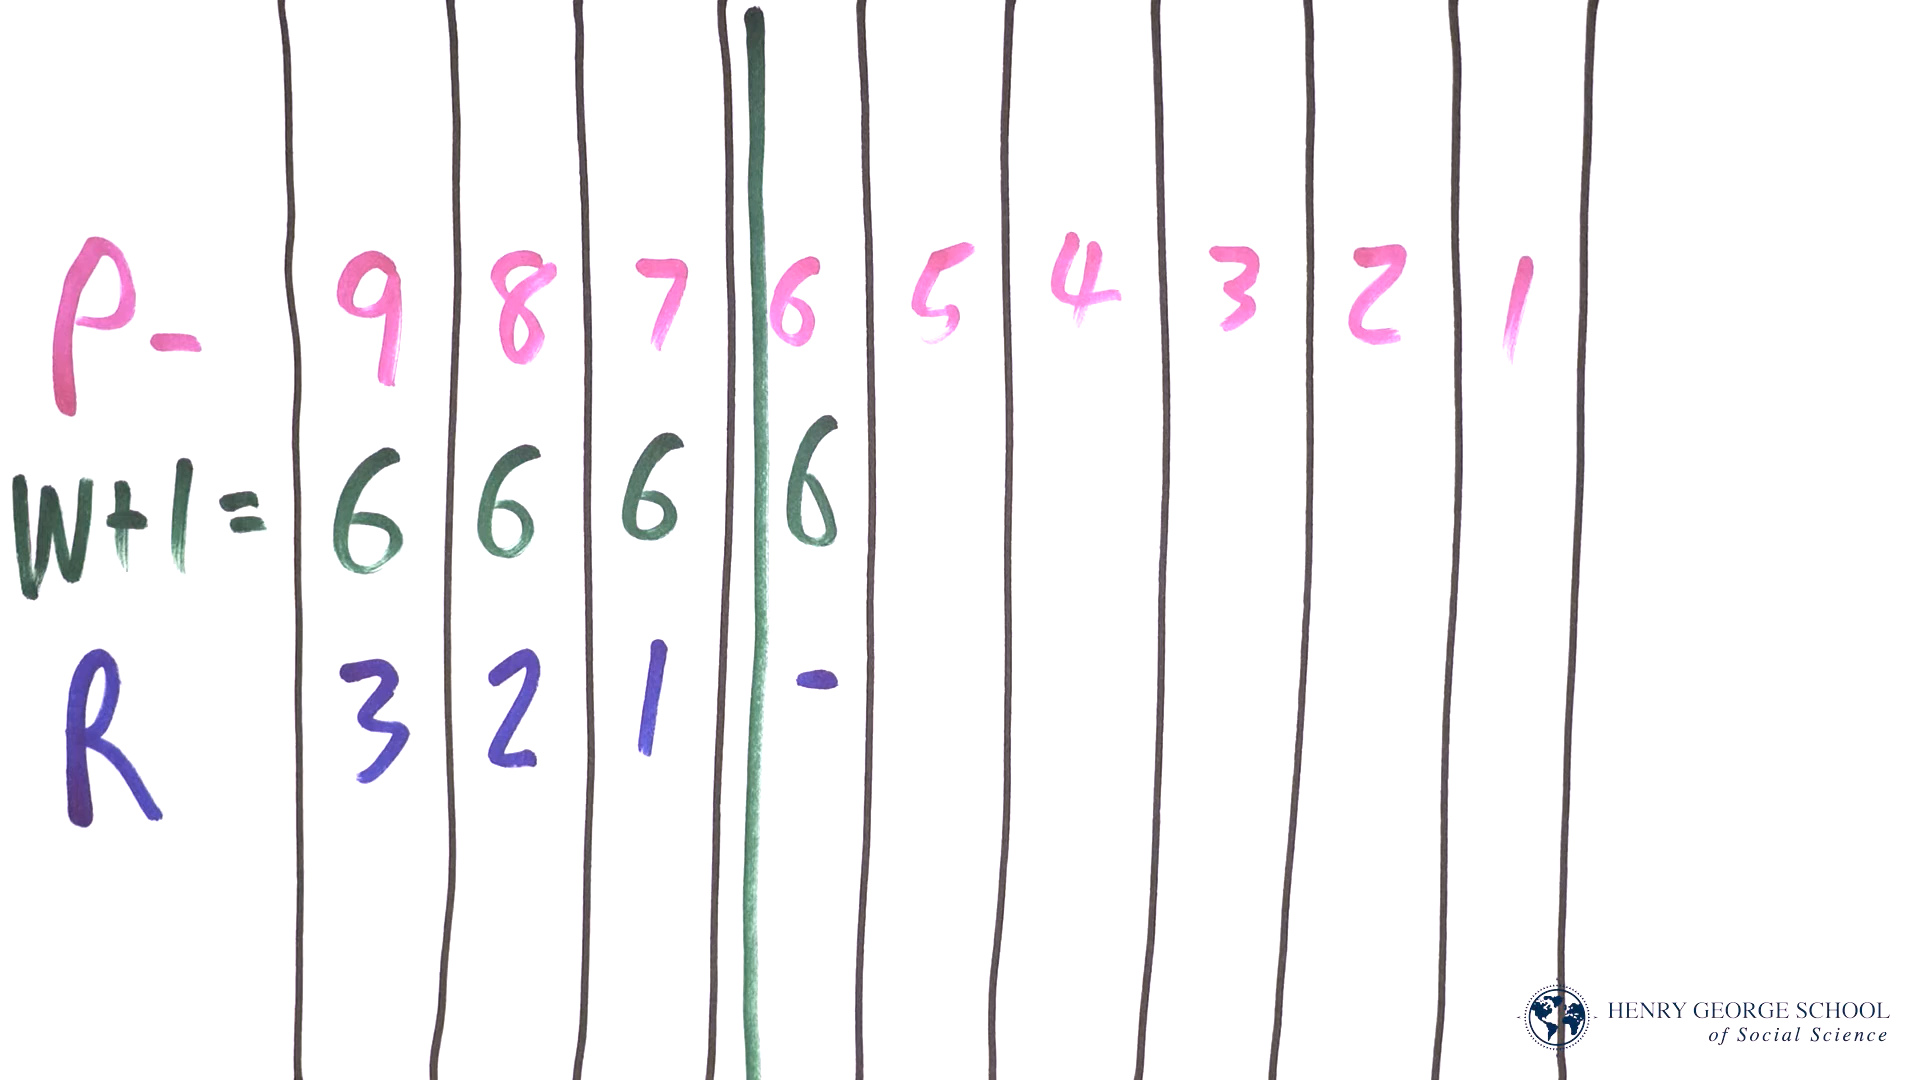 P - 9 8 7 6 5 4 3 2 1
W+1 = 6 6 6 6
R 3 2 1 -
HENRY GEORGE SCHOOL
of Social Science